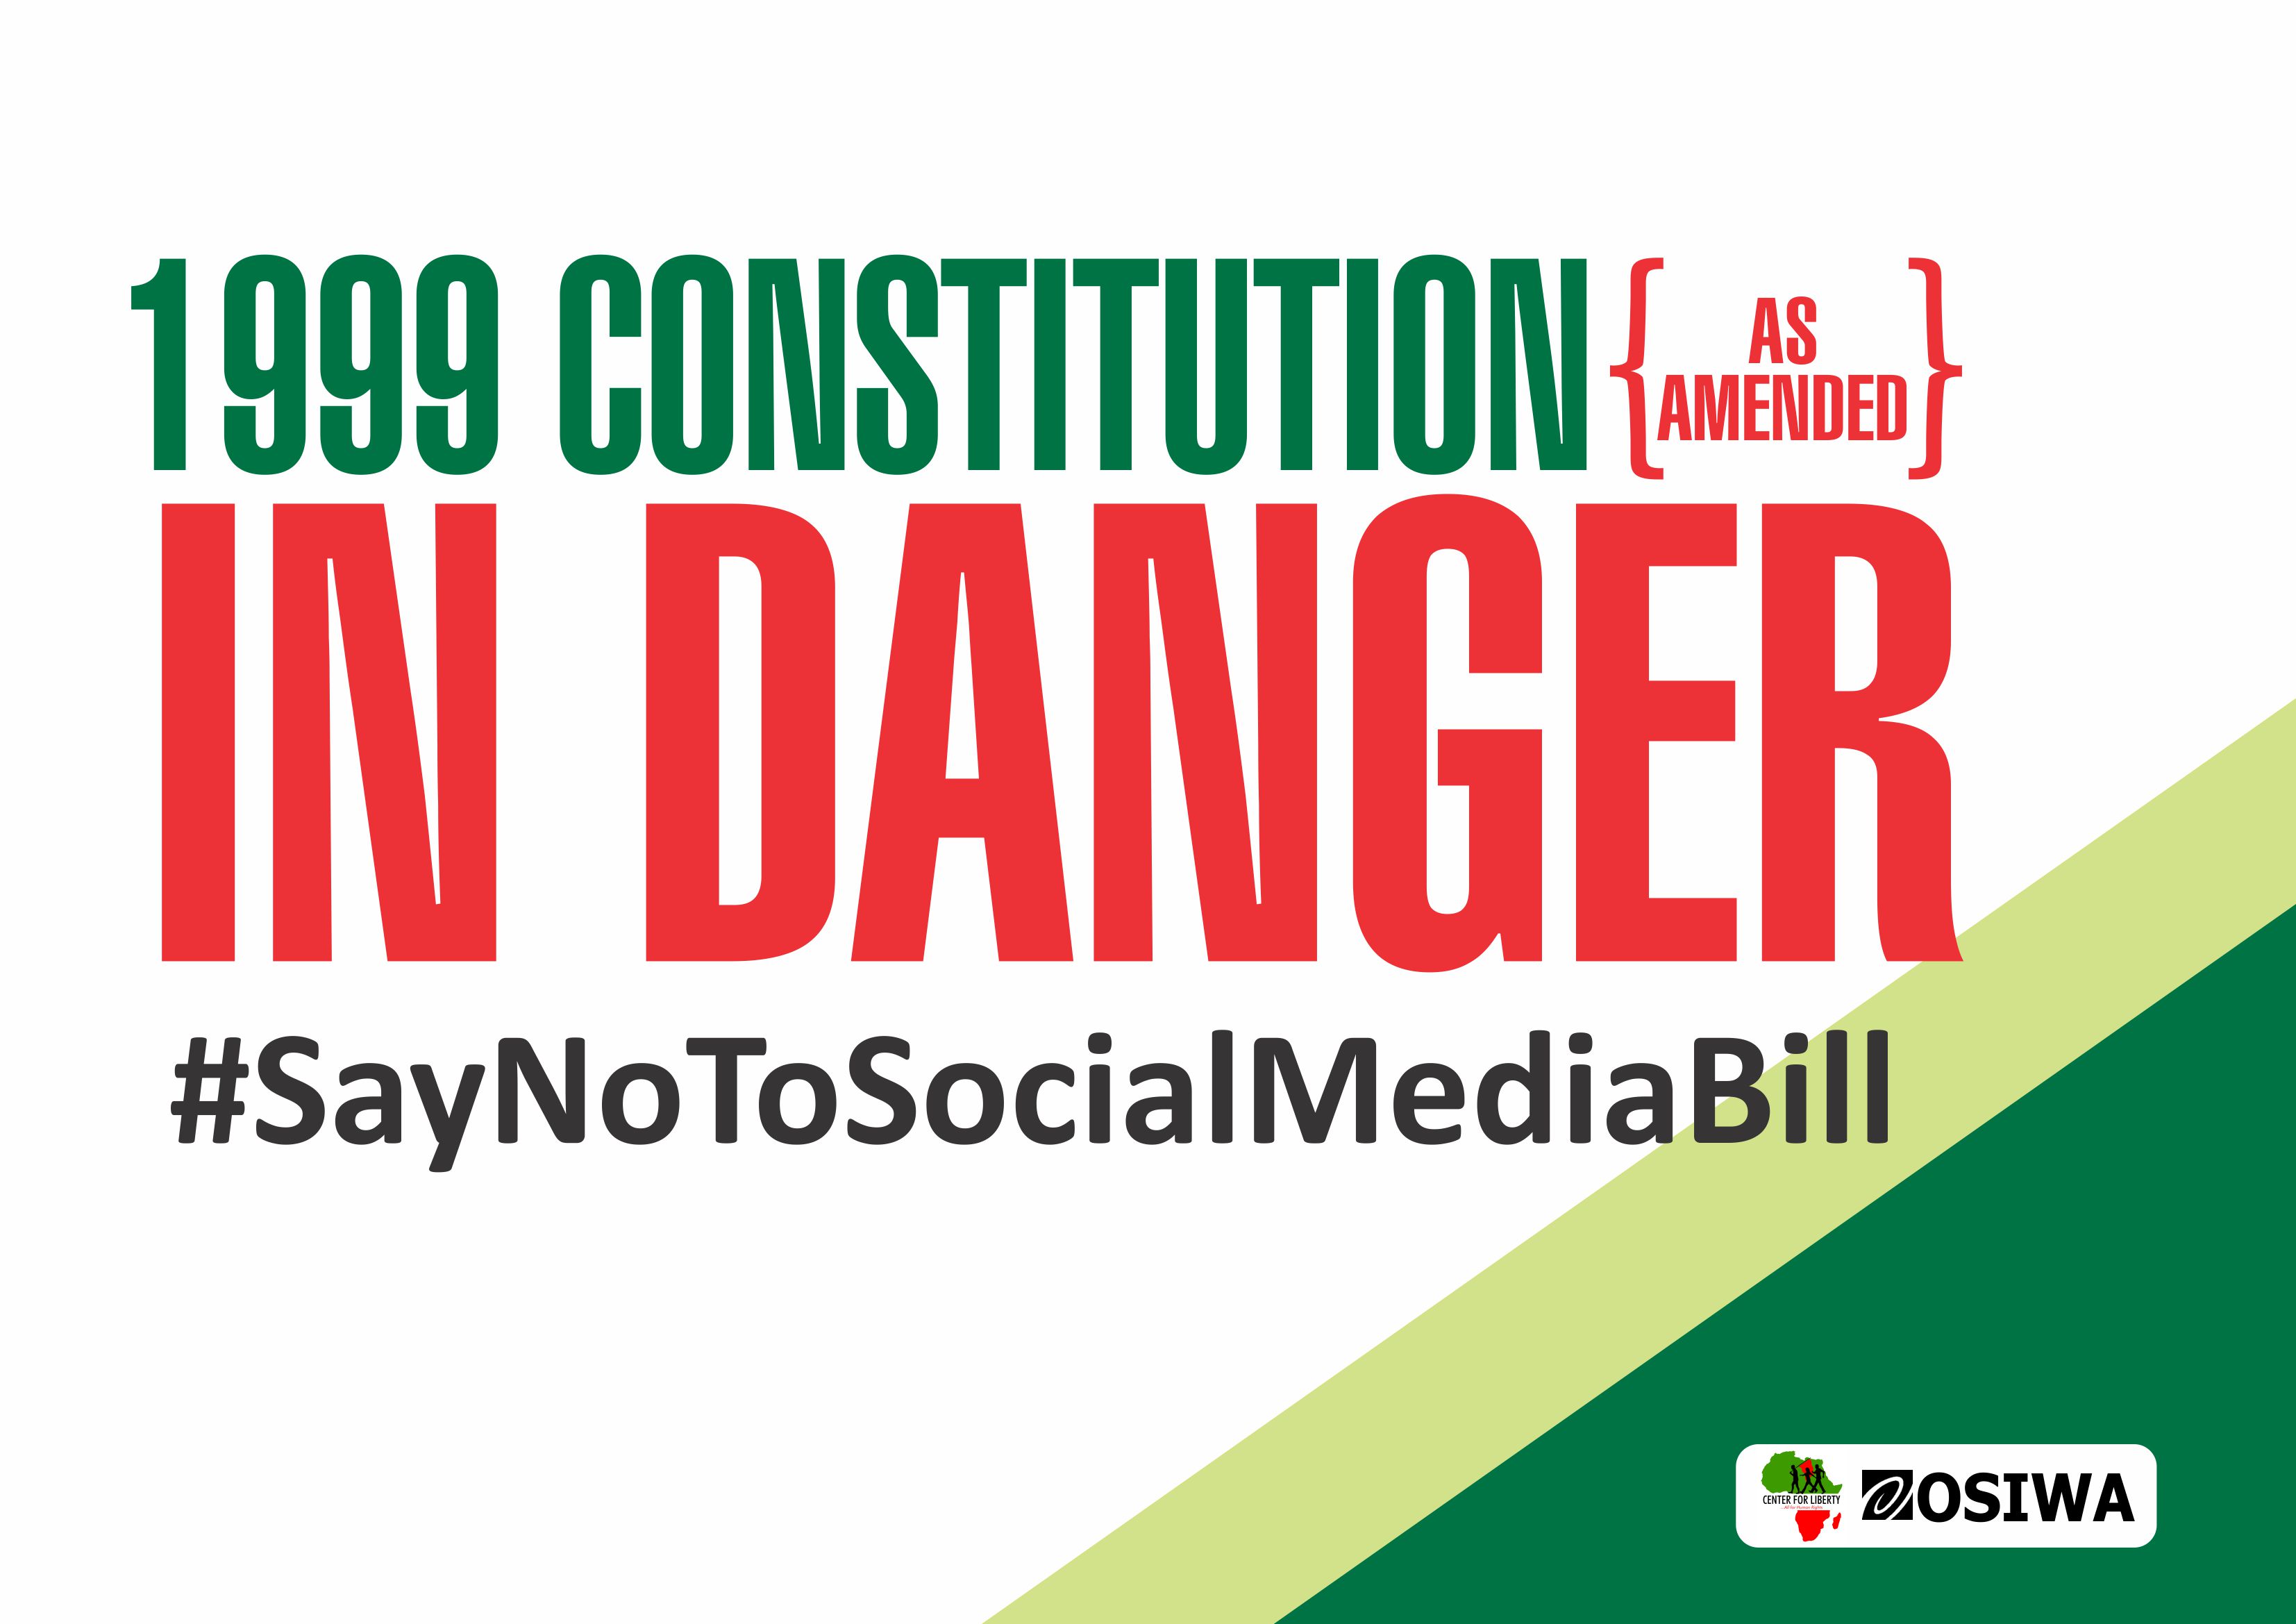 1999 CONSTITUTION {AS
AMENDED}
IN DANGER
#SayNoToSocialMediaBill
CENTER FOR LIBERTY
OSIWA